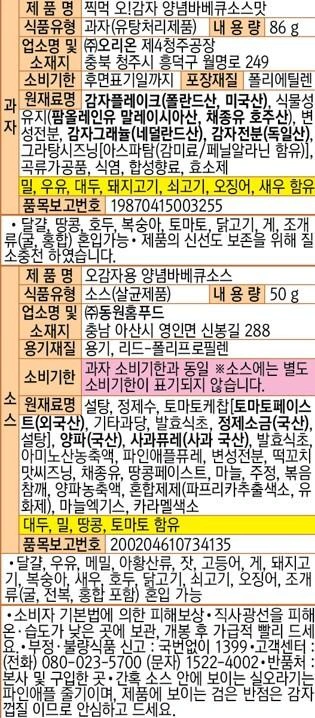 제 품 명 찍먹 오!감자 양념바베큐소스맛
식품유형 과자(유탕처리제품) 내 용 량 86 g
업소명 및 소재지 ㈜오리온 제4청주공장
충북 청주시 흥덕구 월명로 249
소비기한 후면표기일까지 포장재질 폴리에틸렌
과자
원재료명 감자플레이크(폴란드산, 미국산), 식물성
유지(팜올레인유 말레이시아산, 채종유 호주산), 변
성전분, 감자그래뉼(네덜란드산), 감자전분(독일산),
그라탕시즈닝[아스파탐(감미료/페닐알라닌 함유)],
곡류가공품, 식염, 합성향료, 효소제
밀, 우유, 대두, 돼지고기, 쇠고기, 오징어, 새우 함유
품목보고번호 19870415003255
• 달걀, 땅콩, 호두, 복숭아, 토마토, 닭고기, 게, 조개
류(굴, 홍합) 혼입가능 • 제품의 신선도 보존을 위해 질
소충전 하였습니다.
제 품 명 오감자용 양념바베큐소스
식품유형 소스(살균제품) 내 용 량 50 g
업소명 및 소재지 ㈜동원홈푸드
충남 아산시 영인면 신봉길 288
용기재질 용기, 리드-폴리프로필렌
소비기한 과자 소비기한과 동일 ※소스에는 별도
소비기한이 표기되지 않습니다.
소스
원재료명 설탕, 정제수, 토마토케찹[토마토페이스
트(외국산), 기타과당, 발효식초, 정제소금(국산),
설탕], 양파(국산), 사과퓨레(사과 국산), 발효식초,
아미노산농축액, 파인애플퓨레, 변성전분, 떡꼬치
맛씨즈닝, 채종유, 땅콩페이스트, 마늘, 주정, 볶음
참깨, 양파농축액, 혼합제제(파프리카추출색소, 유
화제), 마늘엑기스, 카라멜색소
대두, 밀, 땅콩, 토마토 함유
품목보고번호 200204610734135
• 달걀, 우유, 메밀, 아황산류, 잣, 고등어, 게, 돼지고
기, 복숭아, 새우, 호두, 닭고기, 쇠고기, 오징어, 조개
류(굴, 전복, 홍합 포함) 혼입 가능
• 소비자 기본법에 의한 피해보상 • 직사광선을 피해
온·습도가 낮은 곳에 보관, 개봉 후 가급적 빨리 드세
요. • 부정·불량식품 신고 : 국번없이 1399 • 고객센터 :
(전화) 080-023-5700 (문자) 1522-4002 • 반품처 :
본사 및 구입한 곳 • 간혹 소스 안에 보이는 실오라기는
파인애플 줄기이며, 제품에 보이는 검은 반점은 감자
껍질 이므로 안심하고 드세요.